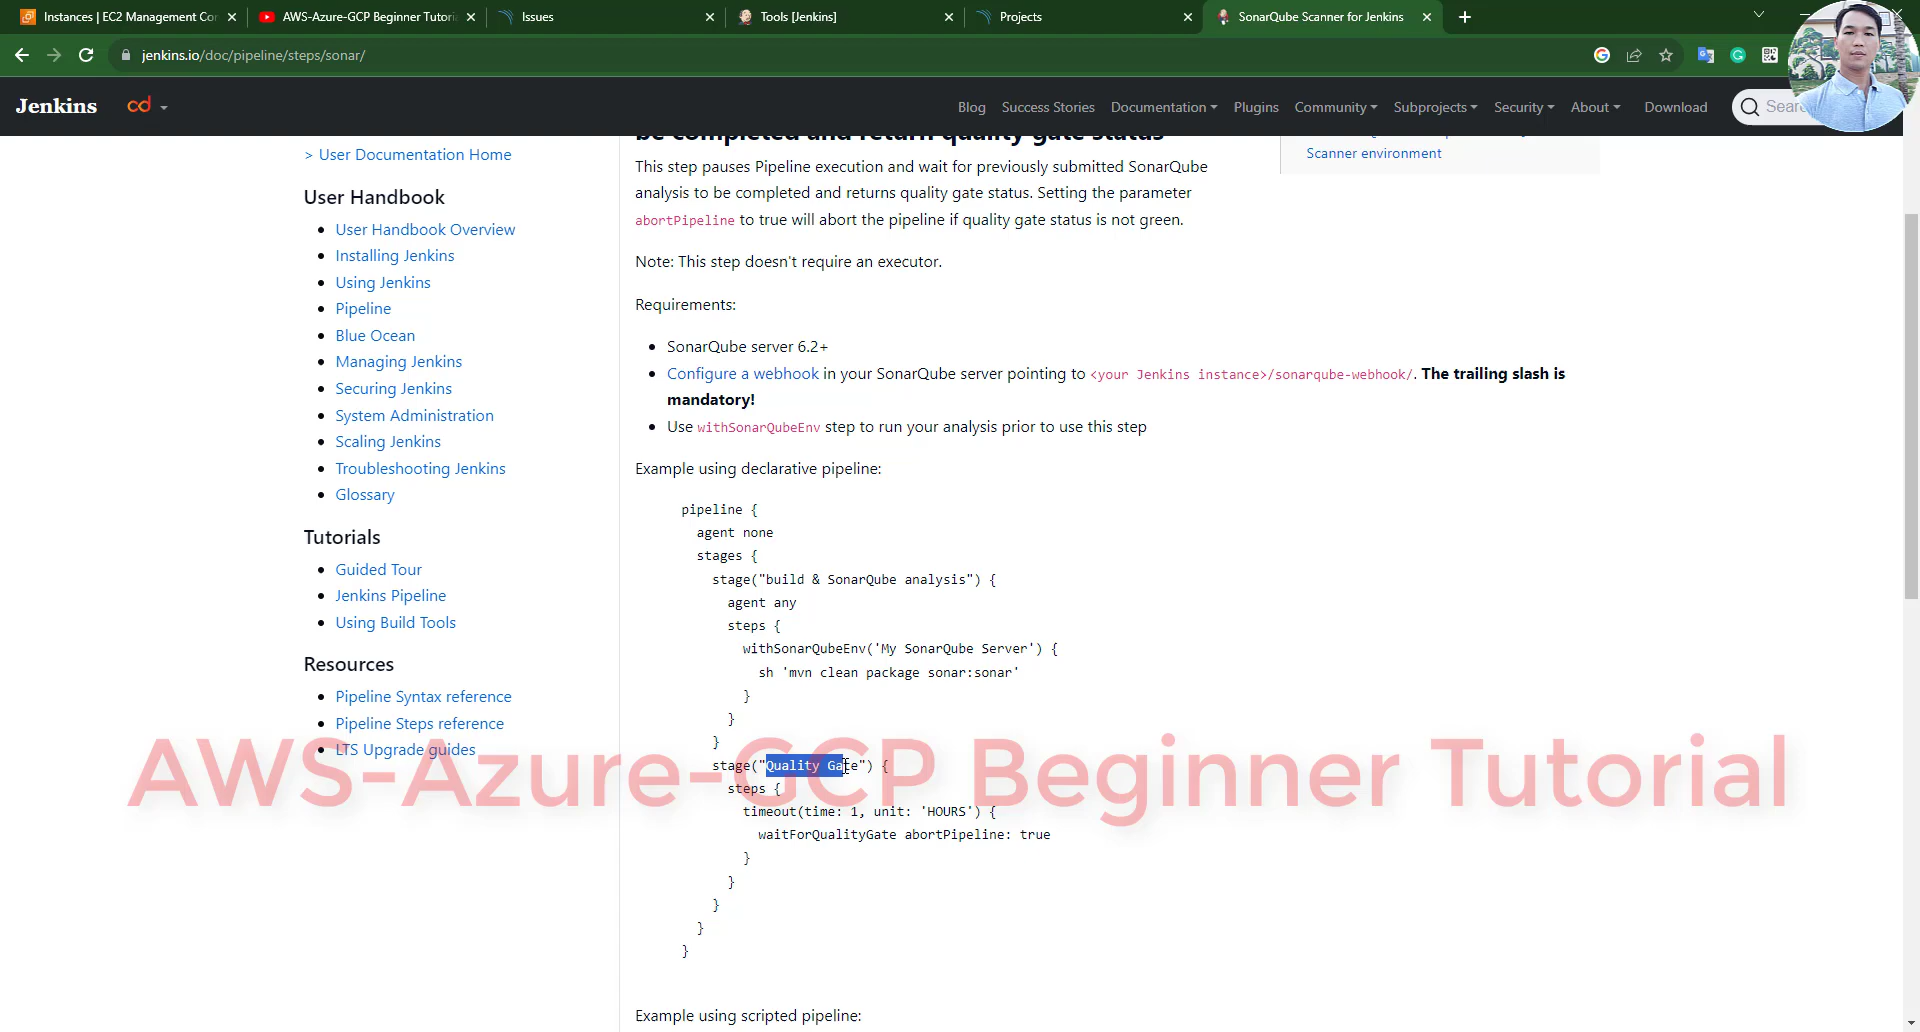 Instances | EC2 Management Cor
AWS-Azure-GCP Beginner Tutoria
Issues
Tools [Jenkins]
Projects
SonarQube Scanner for Jenkins
jenkins.io/doc/pipeline/steps/sonar/
Jenkins
cd
Blog
Success Stories
Documentation
Plugins
Community
Subprojects
Security
About
Download
> User Documentation Home
User Handbook
User Handbook Overview
Installing Jenkins
Using Jenkins
Pipeline
Blue Ocean
Managing Jenkins
Securing Jenkins
System Administration
Scaling Jenkins
Troubleshooting Jenkins
Glossary
Tutorials
Guided Tour
Jenkins Pipeline
Using Build Tools
Resources
Pipeline Syntax reference
Pipeline Steps reference
LTS Upgrade guides
be completed and return quality gate status
This step pauses Pipeline execution and wait for previously submitted SonarQube
analysis to be completed and returns quality gate status. Setting the parameter
abortPipeline to true will abort the pipeline if quality gate status is not green.
Note: This step doesn't require an executor.
Requirements:
SonarQube server 6.2+
Configure a webhook in your SonarQube server pointing to <your Jenkins instance>/sonarqube-webhook/. The trailing slash is
mandatory!
Use withSonarQubeEnv step to run your analysis prior to use this step
Example using declarative pipeline:
pipeline {
agent none
stages {
stage("build & SonarQube analysis") {
agent any
steps {
withSonarQubeEnv('My SonarQube Server') {
sh 'mvn clean package sonar:sonar'
}
}
}
stage("Quality Gate") {
steps {
timeout(time: 1, unit: 'HOURS') {
waitForQualityGate abortPipeline: true
}
}
}
}
}
Example using scripted pipeline:
Scanner environment
AWS-Azure-GCP Beginner Tutorial